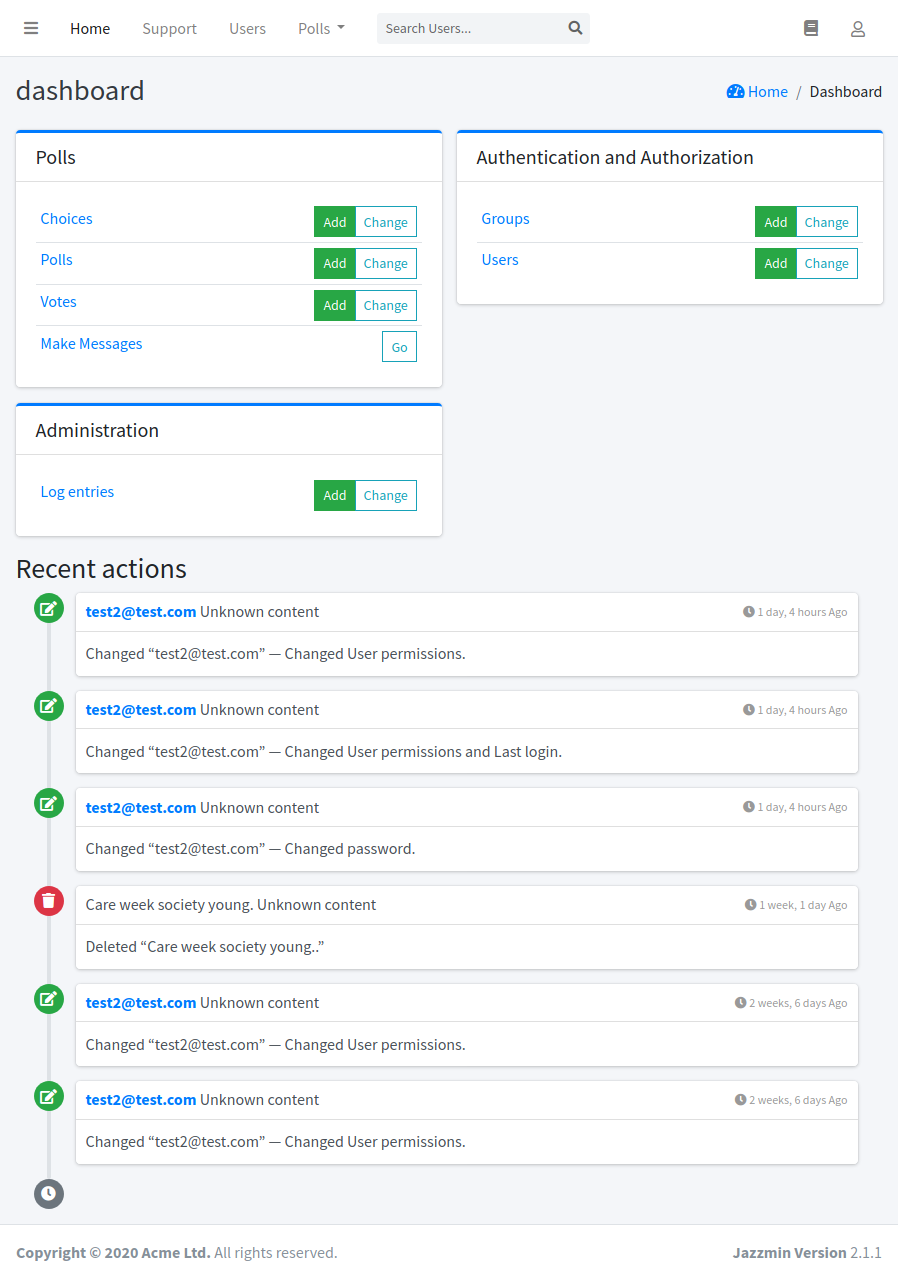 Home Support Users Polls Search Users...
dashboard
Home / Dashboard
Polls
Choices Add Change
Polls Add Change
Votes Add Change
Make Messages Go
Authentication and Authorization
Groups Add Change
Users Add Change
Administration
Log entries Add Change
Recent actions
test2@test.com Unknown content 1 day, 4 hours Ago
Changed “test2@test.com” — Changed User permissions.
test2@test.com Unknown content 1 day, 4 hours Ago
Changed “test2@test.com” — Changed User permissions and Last login.
test2@test.com Unknown content 1 day, 4 hours Ago
Changed “test2@test.com” — Changed password.
Care week society young. Unknown content 1 week, 1 day Ago
Deleted “Care week society young..”
test2@test.com Unknown content 2 weeks, 6 days Ago
Changed “test2@test.com” — Changed User permissions.
test2@test.com Unknown content 2 weeks, 6 days Ago
Changed “test2@test.com” — Changed User permissions.
Copyright © 2020 Acme Ltd. All rights reserved. Jazzmin Version 2.1.1